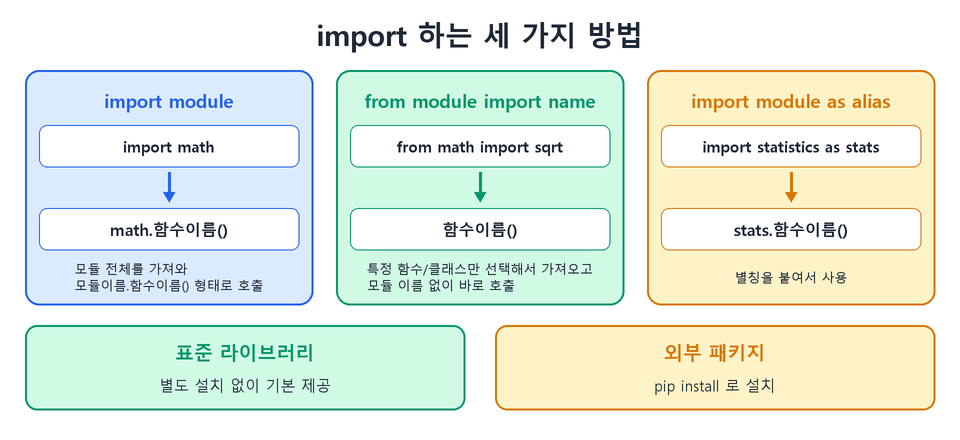 import 하는 세 가지 방법
import module
import math
math.함수이름()
모듈 전체를 가져와
모듈이름.함수이름() 형태로 호출
from module import name
from math import sqrt
함수이름()
특정 함수/클래스만 선택해서 가져오고
모듈 이름 없이 바로 호출
import module as alias
import statistics as stats
stats.함수이름()
별칭을 붙여서 사용
표준 라이브러리
별도 설치 없이 기본 제공
외부 패키지
pip install 로 설치